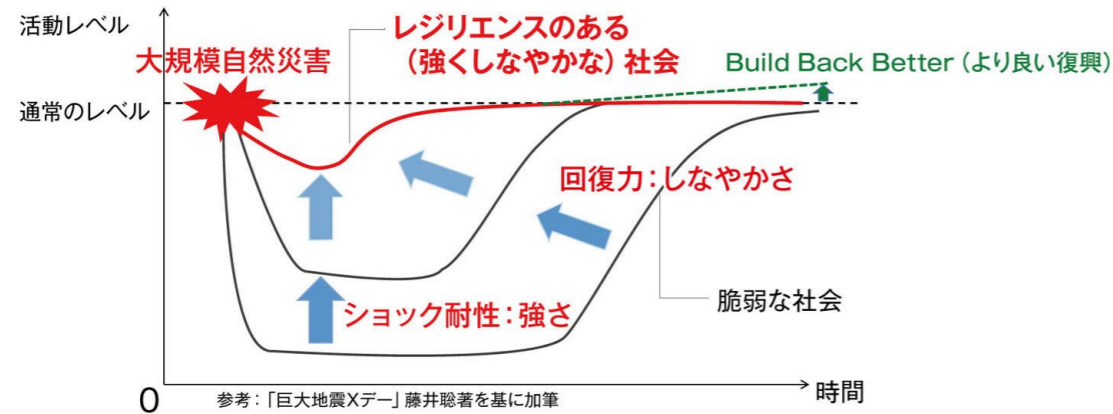 活動レベル
レジリエンスのある
（強くしなやかな）社会
大規模自然災害
Build Back Better（より良い復興）
通常のレベル
回復力：しなやかさ
ショック耐性：強さ
脆弱な社会
0
参考：「巨大地震Xデー」藤井聡著を基に加筆
時間